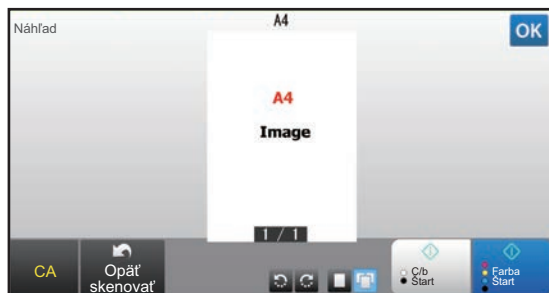 Náhľad
A4
OK
A4
Image
1 / 1
CA
Opäť
skenovať
Č/b
Štart
Farba
Štart